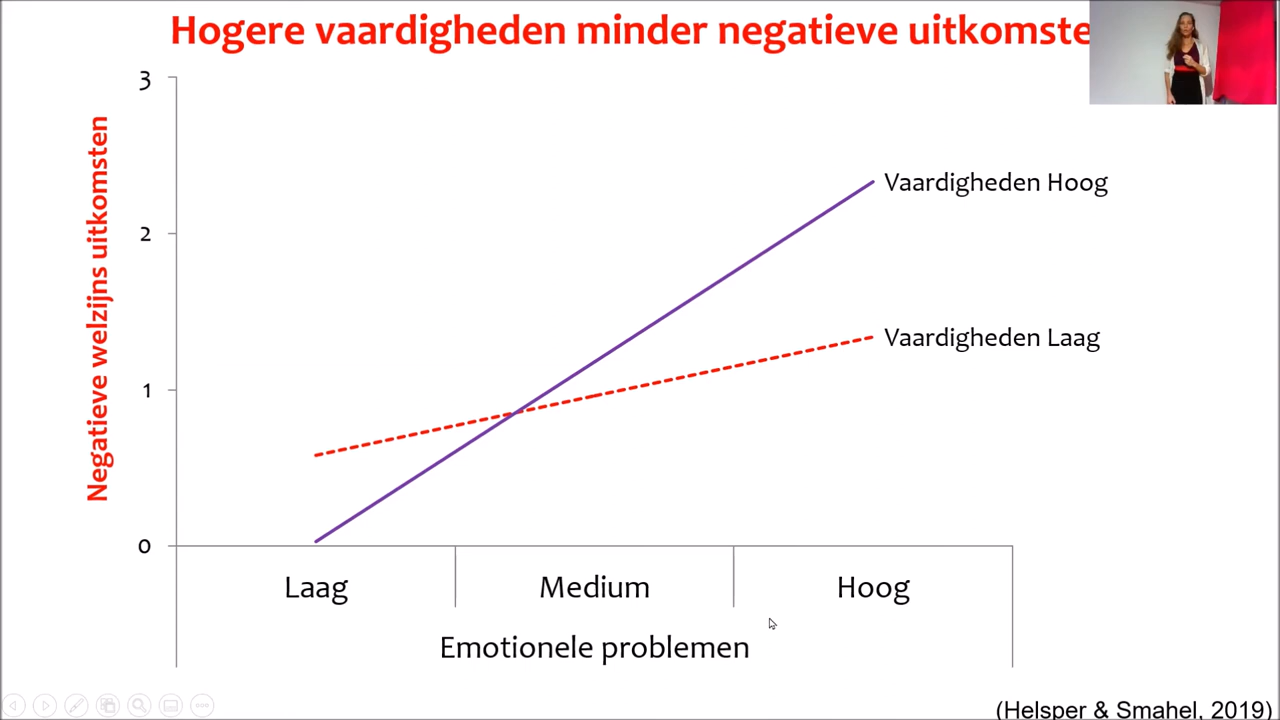 Hogere vaardigheden minder negatieve uitkomste
3
2
1
0
Negatieve welzijns uitkomsten
Vaardigheden Hoog
Vaardigheden Laag
Laag
Medium
Hoog
Emotionele problemen
(Helsper & Smahel, 2019)